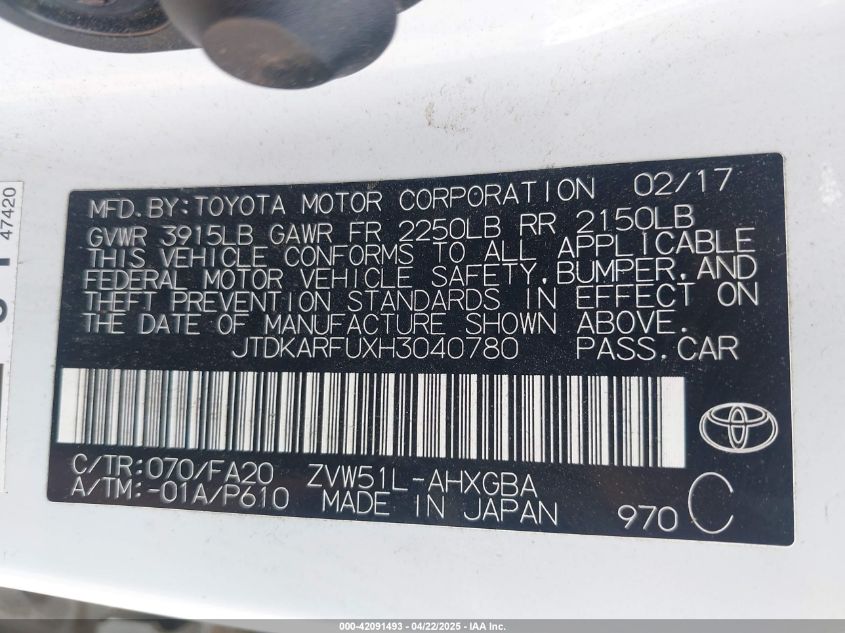 MFD. BY: TOYOTA MOTOR CORPORATION 02/17
GVWR 3915LB GAWR FR 2250LB RR 2150LB
THIS VEHICLE CONFORMS TO ALL APPLICABLE
FEDERAL MOTOR VEHICLE SAFETY, BUMPER, AND
THEFT PREVENTION STANDARDS IN EFFECT ON
THE DATE OF MANUFACTURE SHOWN ABOVE.
JTDKARFUXH3040780 PASS. CAR
C/TR: 070/FA20 ZVW51L-AHXGBA
A/TM: -01A/P610 MADE IN JAPAN 970 C
47420
000-42091493 - 04/22/2025 - IAA Inc.